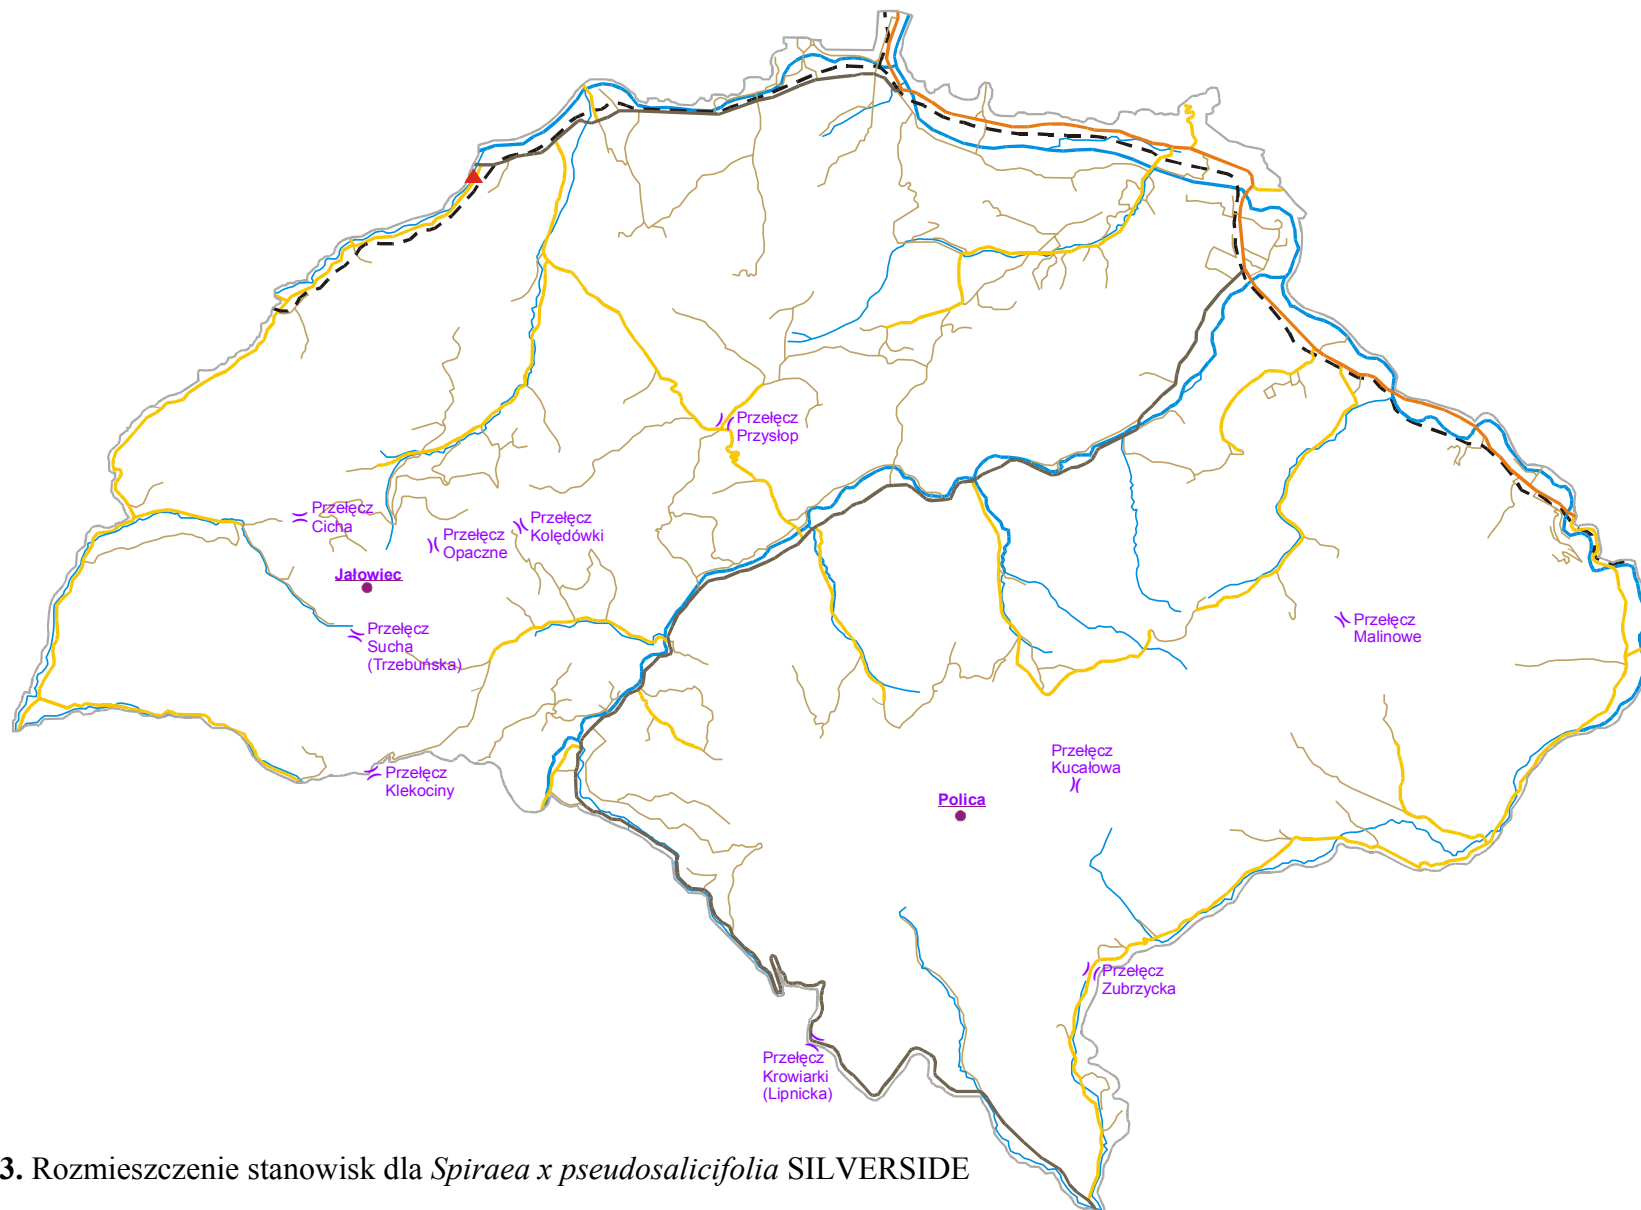 Przełęcz
Przysłop
Przełęcz
Cicha
Przełęcz
Kolędówki
Przełęcz
Opaczne
Jałowiec
Przełęcz
Sucha
(Trzebuńska)
Przełęcz
Malinowe
Przełęcz
Klekociny
Przełęcz
Kucałowa
Polica
Przełęcz
Zubrzycka
Przełęcz
Krowiarki
(Lipnicka)
3. Rozmieszczenie stanowisk dla Spiraea x pseudosalicifolia SILVERSIDE